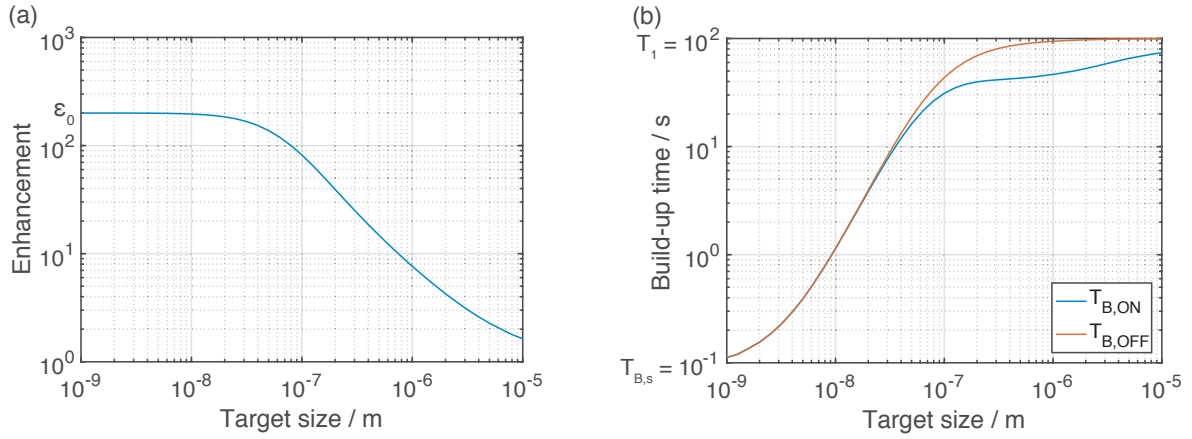 (a)
10³
ε₀
10²
10¹
10⁰
Enhancement
10⁻⁹ 10⁻⁸ 10⁻⁷ 10⁻⁶ 10⁻⁵
Target size / m
(b)
T₁ = 10²
10¹
10⁰
T_B,s = 10⁻¹
Build-up time / s
T_B,ON
T_B,OFF
10⁻⁹ 10⁻⁸ 10⁻⁷ 10⁻⁶ 10⁻⁵
Target size / m